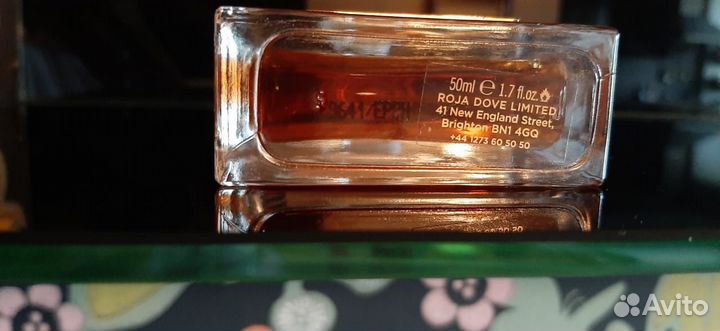 50ml ℮ 1.7 fl.oz.
ROJA DOVE LIMITED
41 New England Street,
Brighton BN1 4GQ
+44 1273 60 50 50
Avito